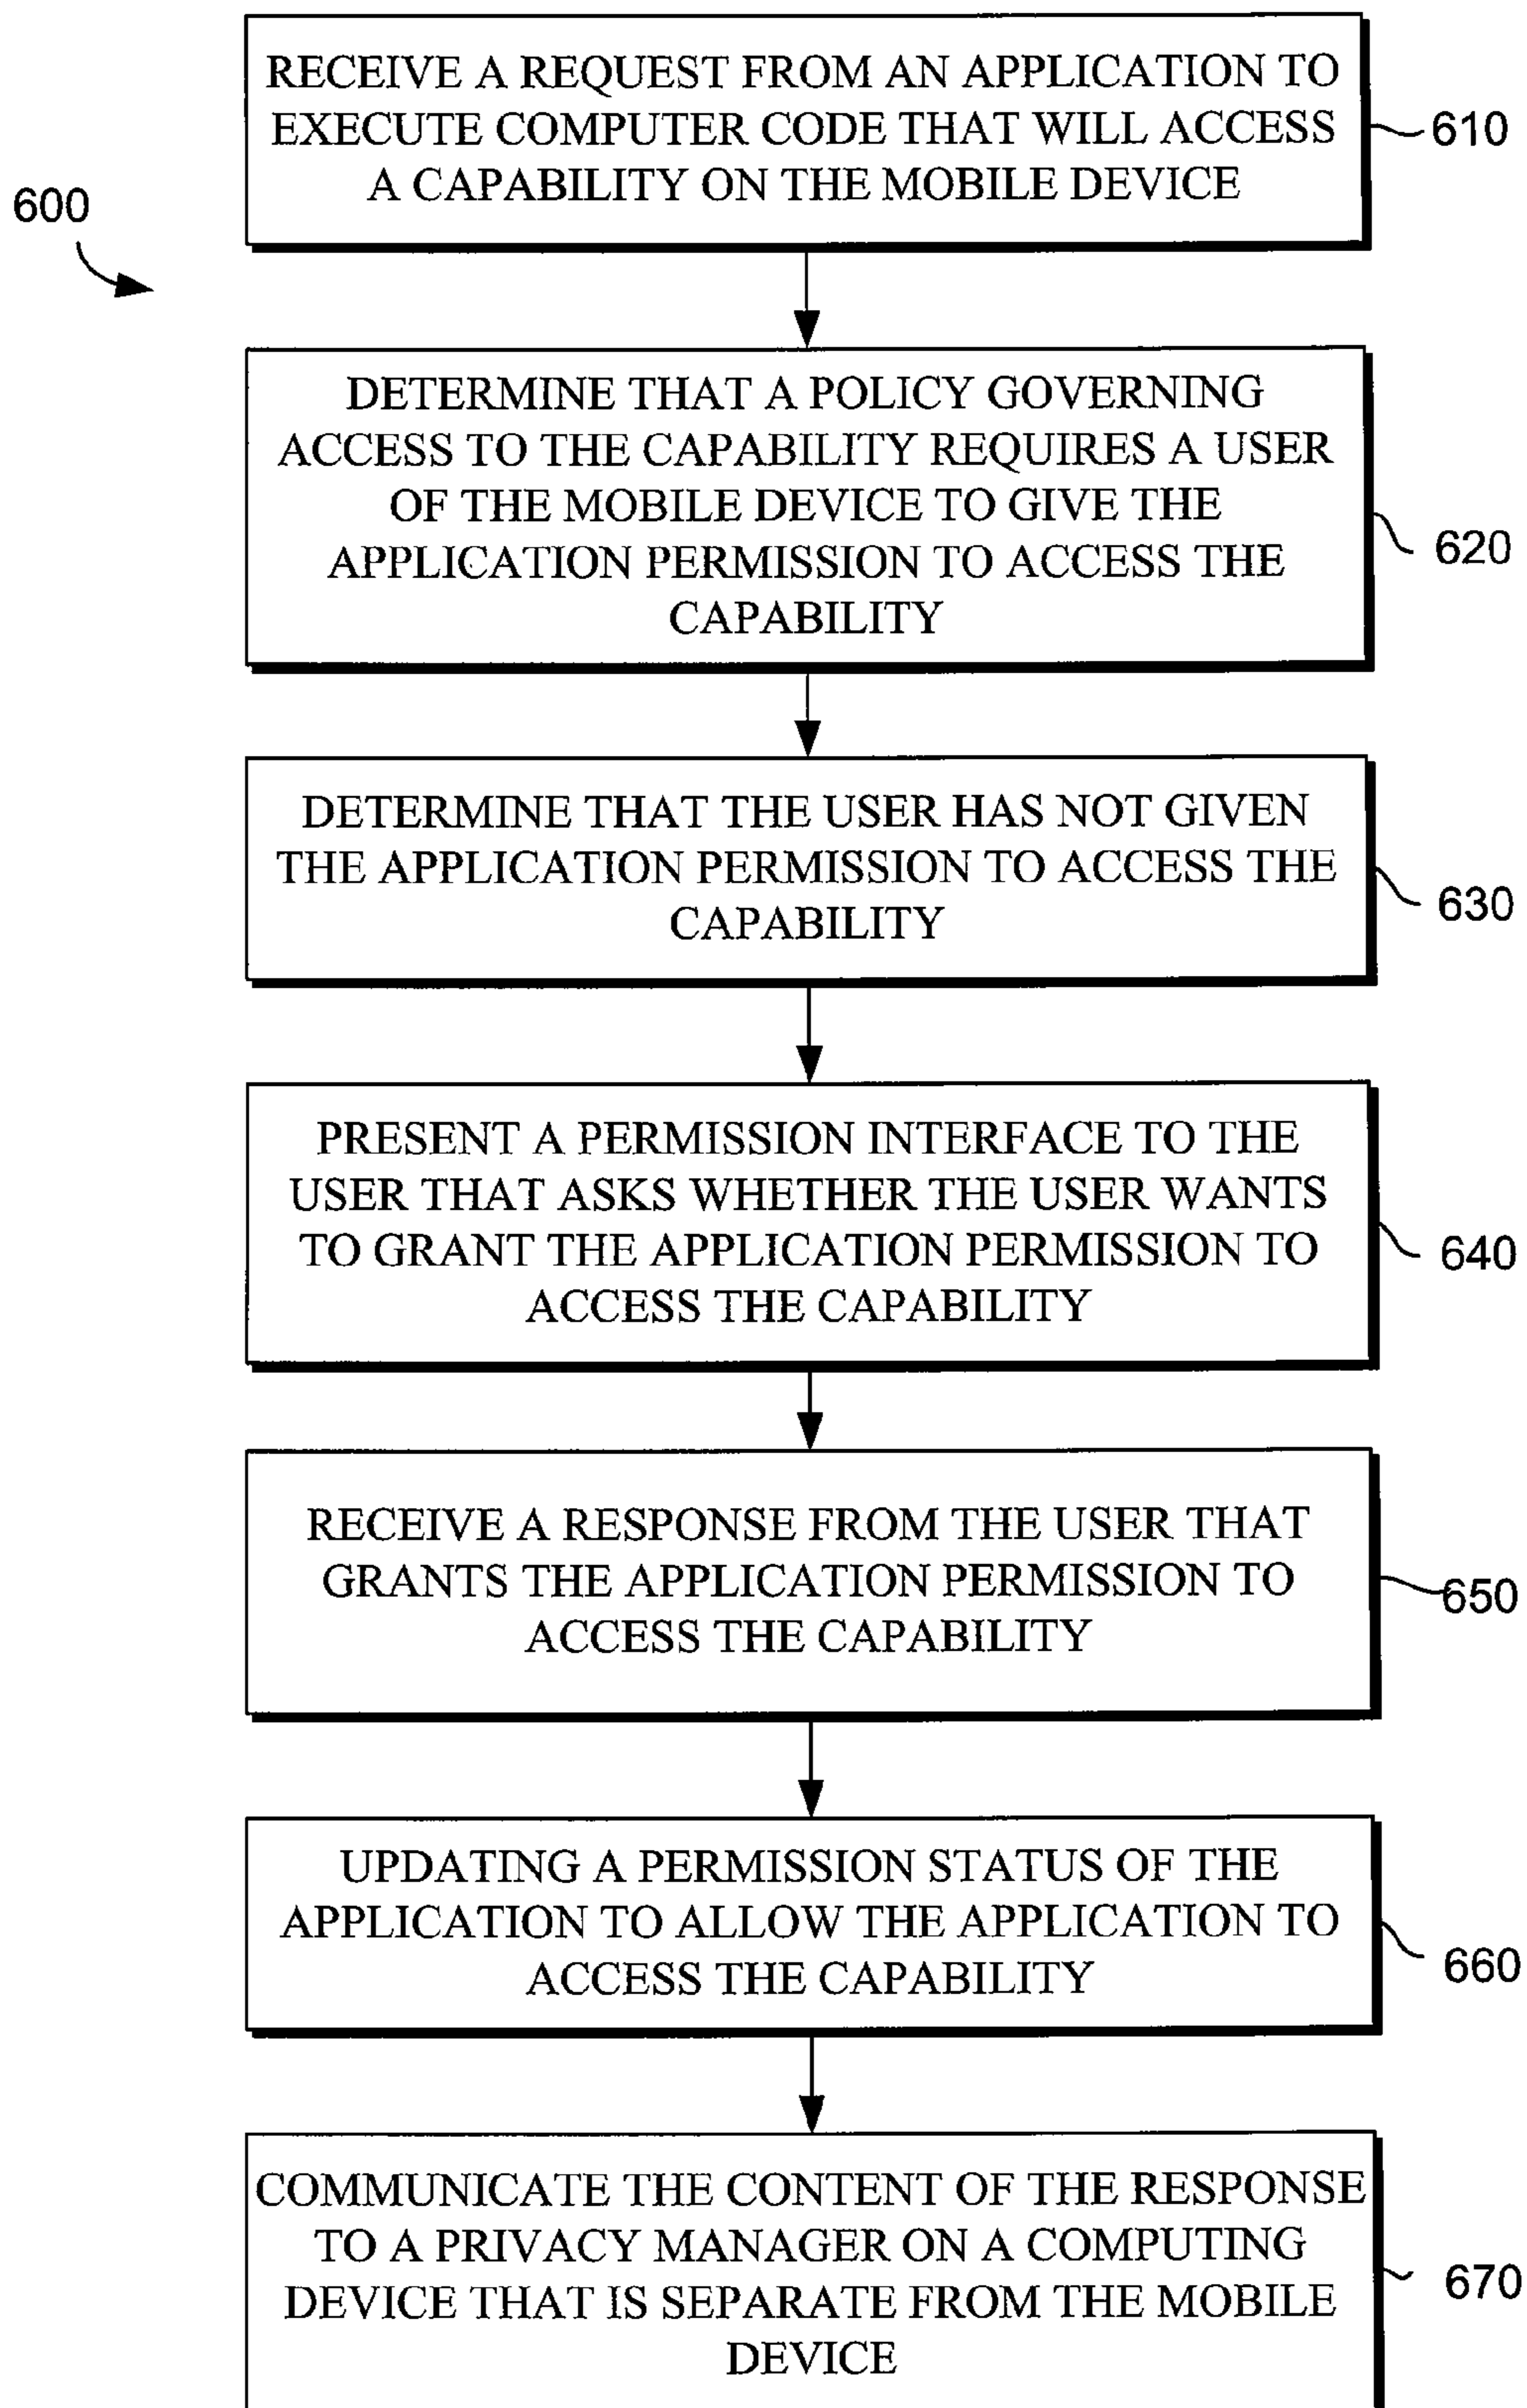 RECEIVE A REQUEST FROM AN APPLICATION TO
EXECUTE COMPUTER CODE THAT WILL ACCESS
A CAPABILITY ON THE MOBILE DEVICE
610
600
DETERMINE THAT A POLICY GOVERNING
ACCESS TO THE CAPABILITY REQUIRES A USER
OF THE MOBILE DEVICE TO GIVE THE
APPLICATION PERMISSION TO ACCESS THE
CAPABILITY
620
DETERMINE THAT THE USER HAS NOT GIVEN
THE APPLICATION PERMISSION TO ACCESS THE
CAPABILITY
630
PRESENT A PERMISSION INTERFACE TO THE
USER THAT ASKS WHETHER THE USER WANTS
TO GRANT THE APPLICATION PERMISSION TO
ACCESS THE CAPABILITY
640
RECEIVE A RESPONSE FROM THE USER THAT
GRANTS THE APPLICATION PERMISSION TO
ACCESS THE CAPABILITY
650
UPDATING A PERMISSION STATUS OF THE
APPLICATION TO ALLOW THE APPLICATION TO
ACCESS THE CAPABILITY
660
COMMUNICATE THE CONTENT OF THE RESPONSE
TO A PRIVACY MANAGER ON A COMPUTING
DEVICE THAT IS SEPARATE FROM THE MOBILE
DEVICE
670